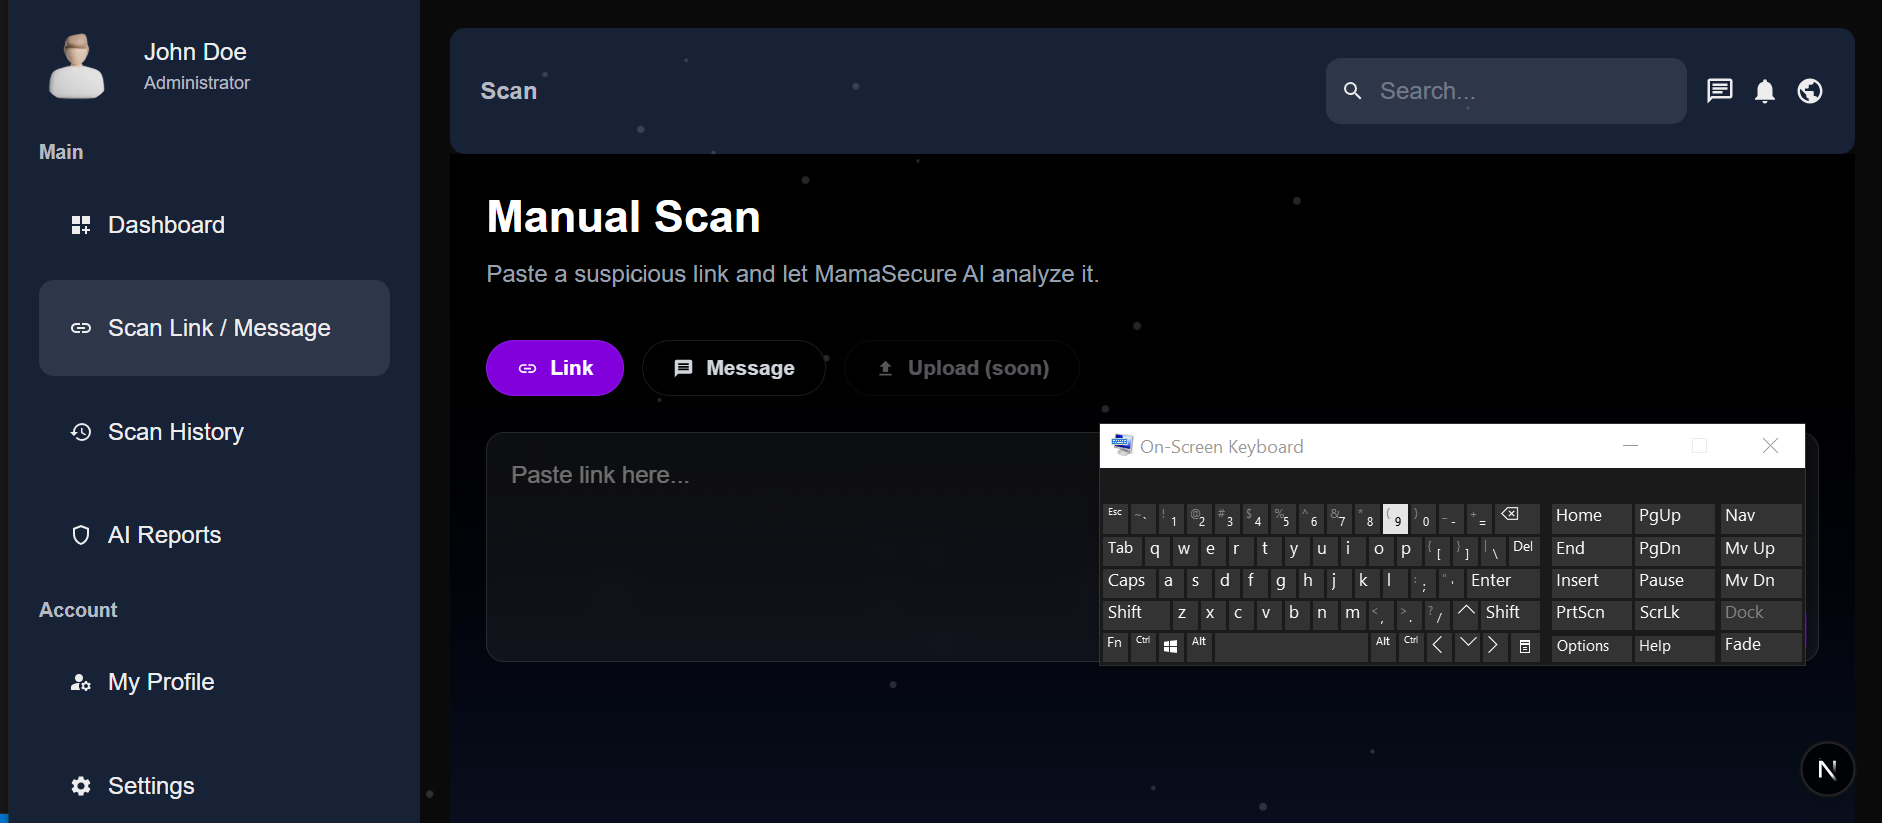 John Doe
Administrator
Main
Dashboard
Scan Link / Message
Scan History
AI Reports
Account
My Profile
Settings
Scan
Search...
Manual Scan
Paste a suspicious link and let MamaSecure AI analyze it.
Link
Message
Upload (soon)
Paste link here...
On-Screen Keyboard
Esc ~ ` ! 1 @ 2 # 3 $ 4 % 5 ^ 6 & 7 * 8 ( 9 ) 0 _ - + = Home PgUp Nav
Tab q w e r t y u i o p { [ } ] | \ Del End PgDn Mv Up
Caps a s d f g h j k l : ; " ' Enter Insert Pause Mv Dn
Shift z x c v b n m < , > . ? / Shift PrtScn ScrLk Dock
Fn Ctrl Alt Alt Ctrl Options Help Fade
N